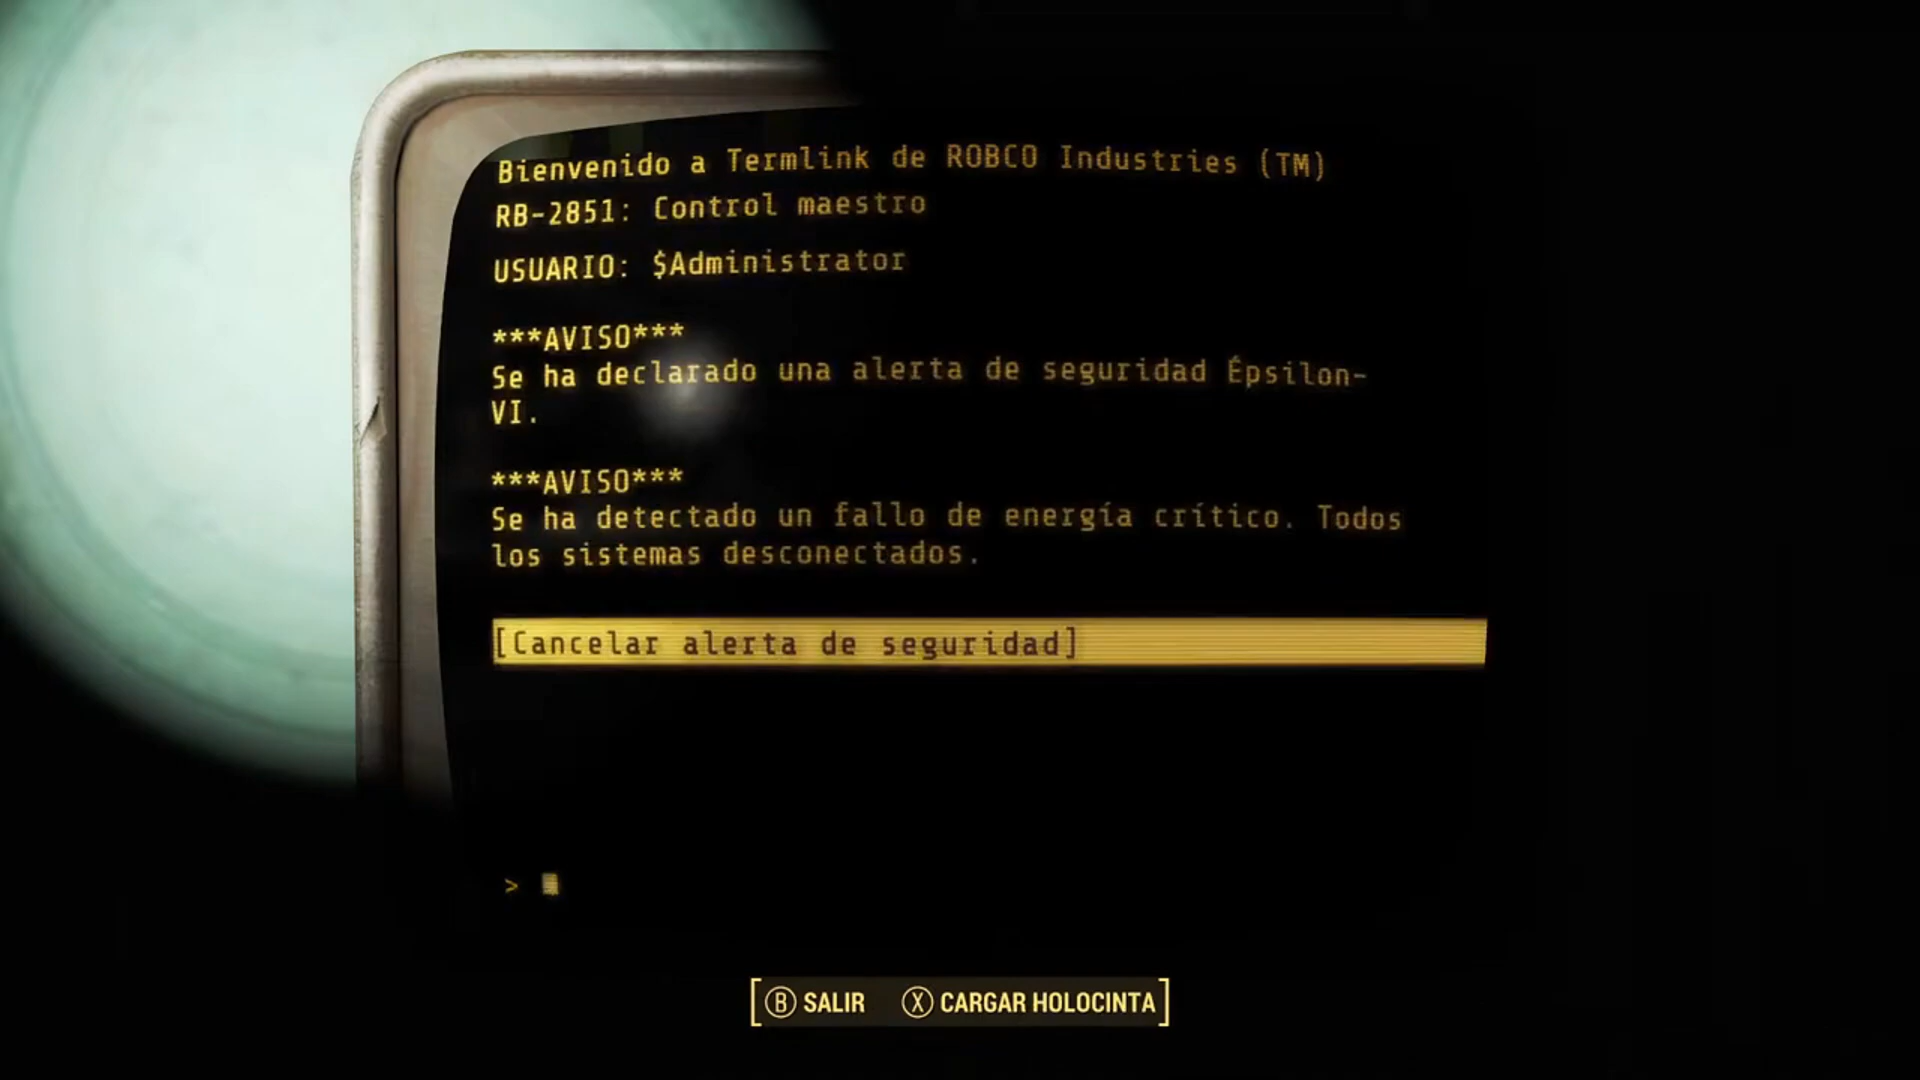 Bienvenido a Termlink de ROBCO Industries (TM)
RB-2851: Control maestro
USUARIO: $Administrator
***AVISO***
Se ha declarado una alerta de seguridad Épsilon-
VI.
***AVISO***
Se ha detectado un fallo de energía crítico. Todos
los sistemas desconectados.
[Cancelar alerta de seguridad]
>
B SALIR X CARGAR HOLOCINTA